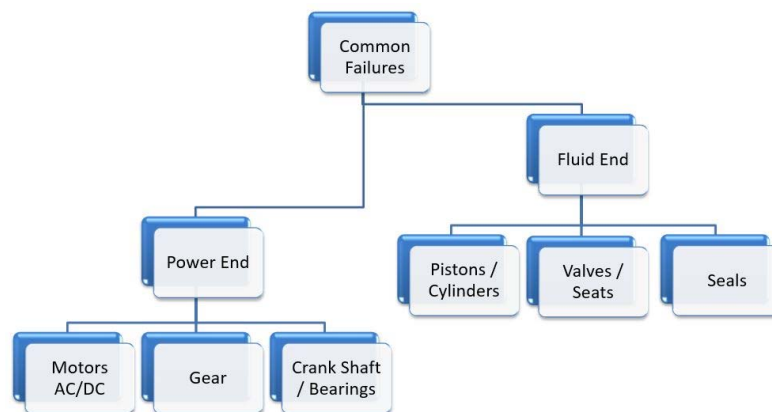 Common
Failures
Fluid End
Power End
Pistons /
Cylinders
Valves /
Seats
Seals
Motors
AC/DC
Gear
Crank Shaft
/ Bearings